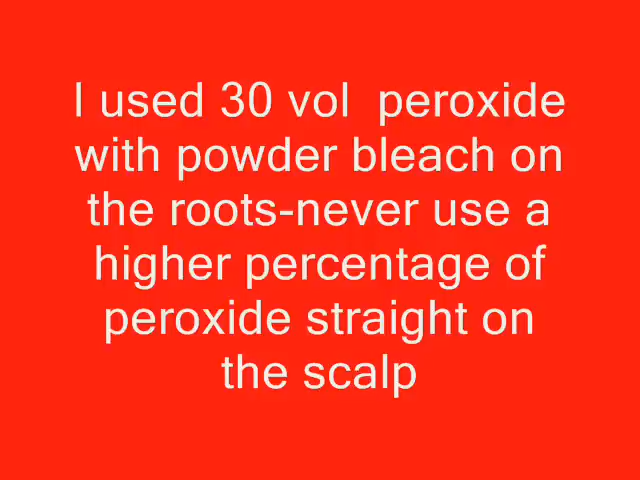 I used 30 vol  peroxide
with powder bleach on
the roots-never use a
higher percentage of
peroxide straight on
the scalp